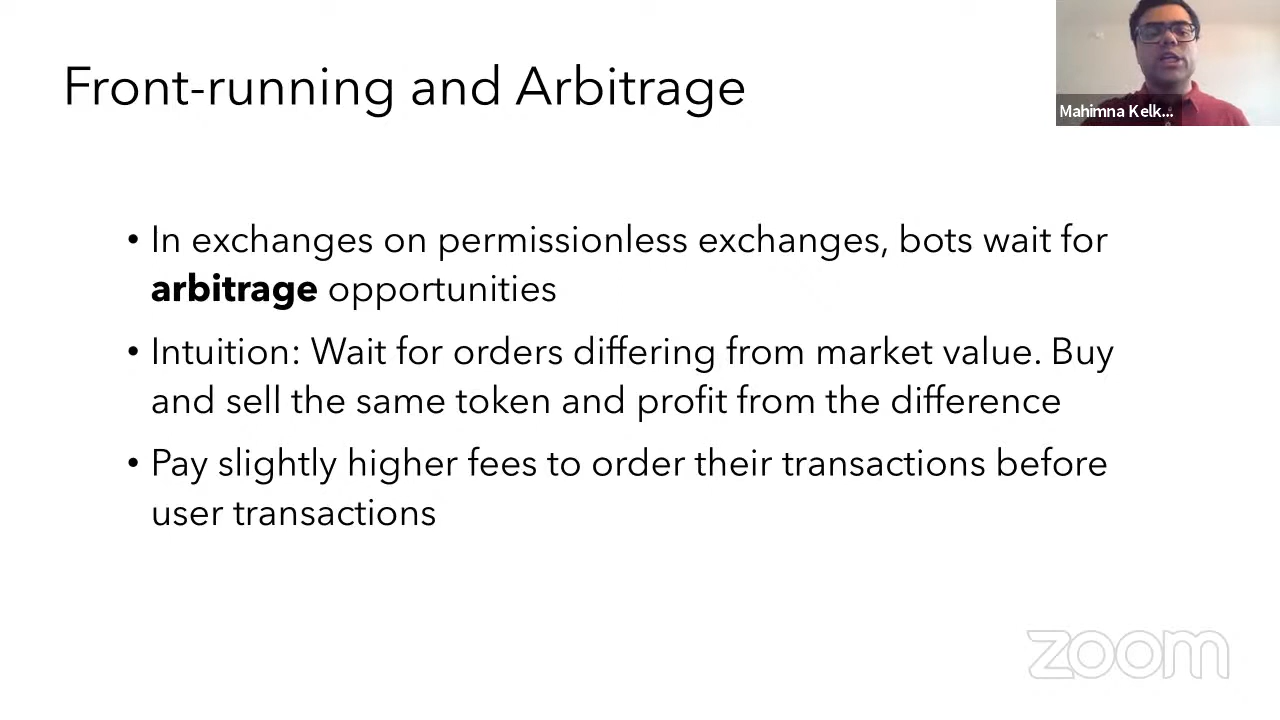 Front-running and Arbitrage
Mahimna Kelk...
• In exchanges on permissionless exchanges, bots wait for
arbitrage opportunities
• Intuition: Wait for orders differing from market value. Buy
and sell the same token and profit from the difference
• Pay slightly higher fees to order their transactions before
user transactions
zoom